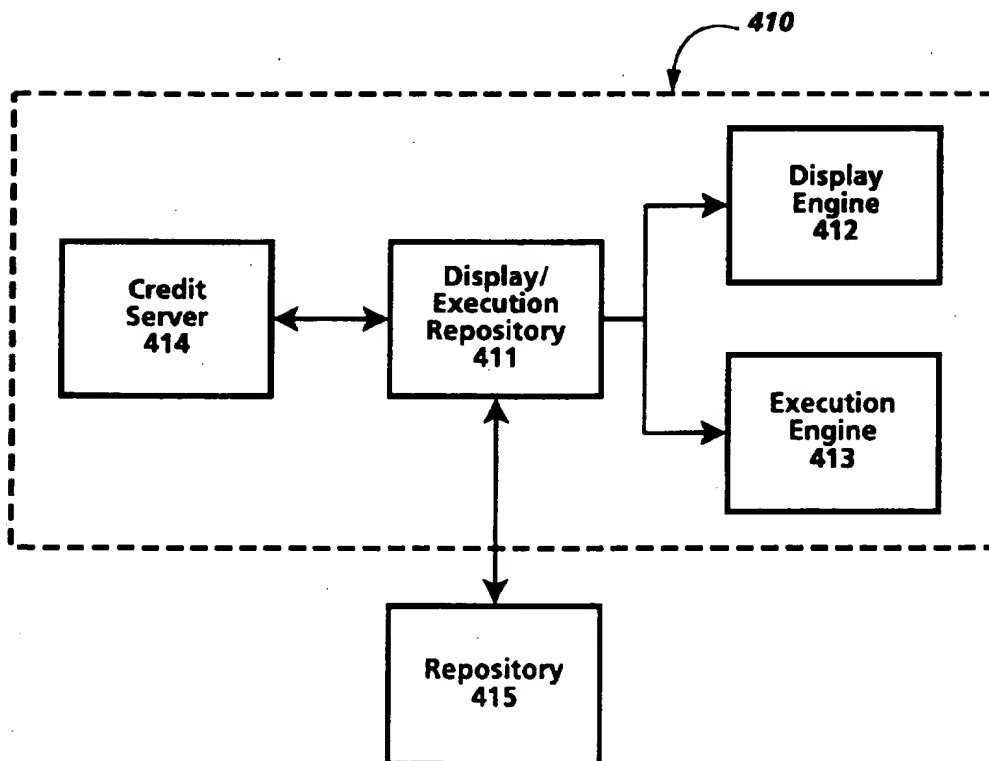 410
Display
Engine
412
Credit
Server
414
Display/
Execution
Repository
411
Execution
Engine
413
Repository
415